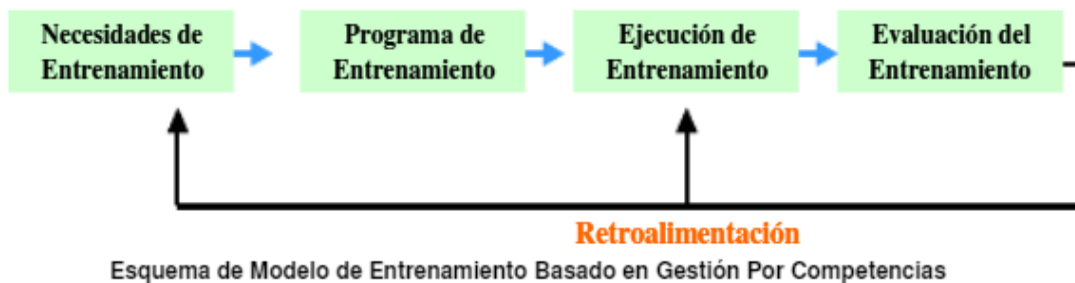 Necesidades de
Entrenamiento
Programa de
Entrenamiento
Ejecución de
Entrenamiento
Evaluación del
Entrenamiento
Retroalimentación
Esquema de Modelo de Entrenamiento Basado en Gestión Por Competencias